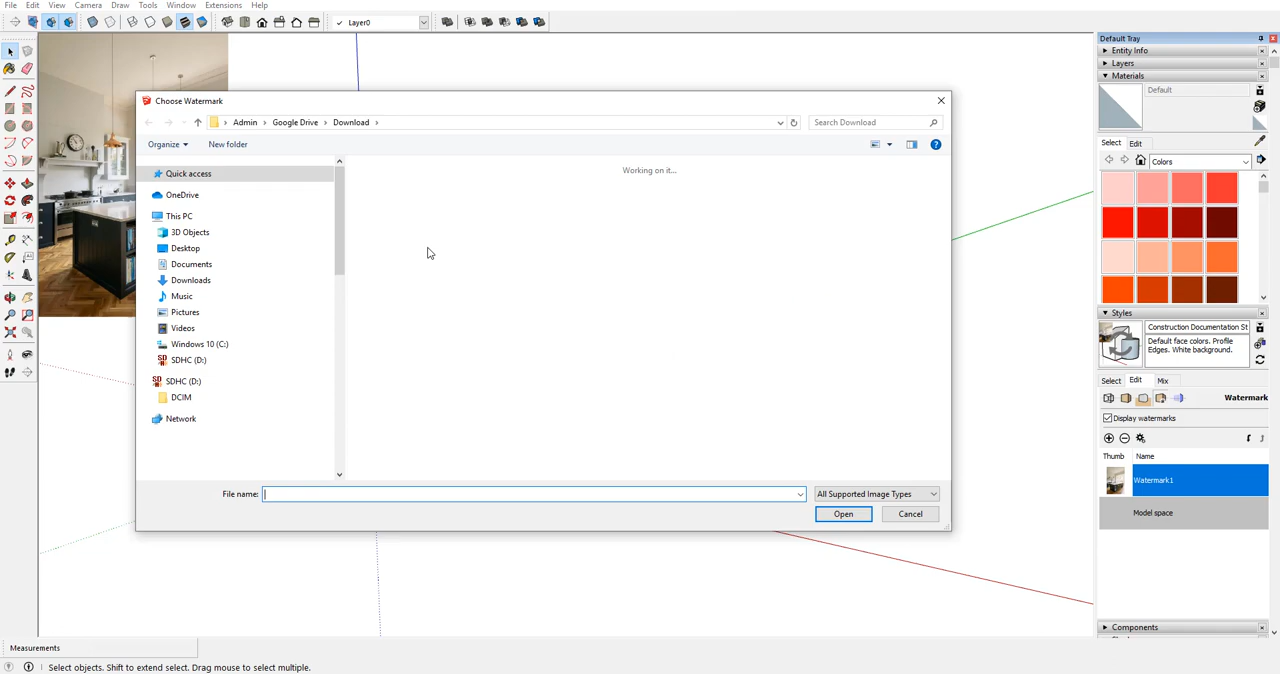 File Edit View Camera Draw Tools Window Extensions Help
Layer0
Default Tray
Entity Info
Layers
Materials
Default
Select Edit
Colors
Styles
Construction Documentation St
Default face colors. Profile
Edges. White background.
Select Edit Mix
Watermark
Display watermarks
Thumb Name
Watermark1
Model space
Components
Choose Watermark
Admin Google Drive Download
Search Download
Organize New folder
Working on it...
Quick access
OneDrive
This PC
3D Objects
Desktop
Documents
Downloads
Music
Pictures
Videos
Windows 10 (C:)
SDHC (D:)
SDHC (D:)
DCIM
Network
File name:
All Supported Image Types
Open Cancel
Measurements
Select objects. Shift to extend select. Drag mouse to select multiple.